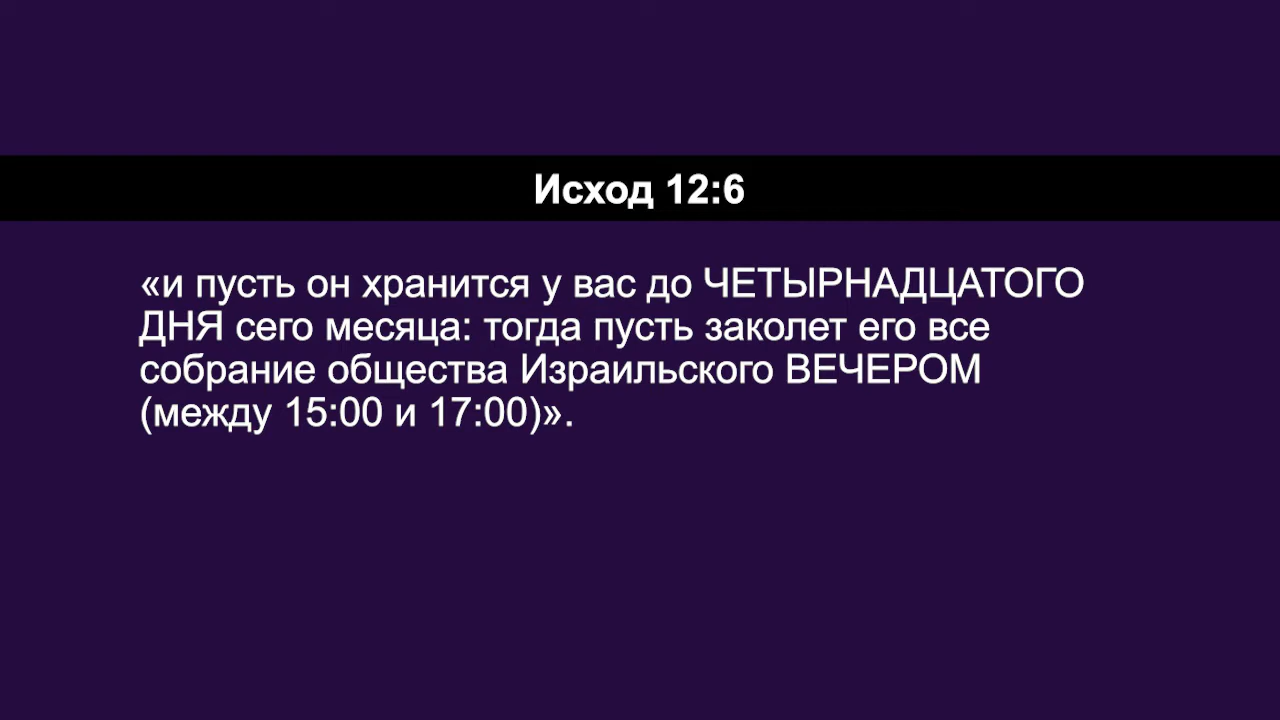 Исход 12:6
«и пусть он хранится у вас до ЧЕТЫРНАДЦАТОГО
ДНЯ сего месяца: тогда пусть заколет его все
собрание общества Израильского ВЕЧЕРОМ
(между 15:00 и 17:00)».